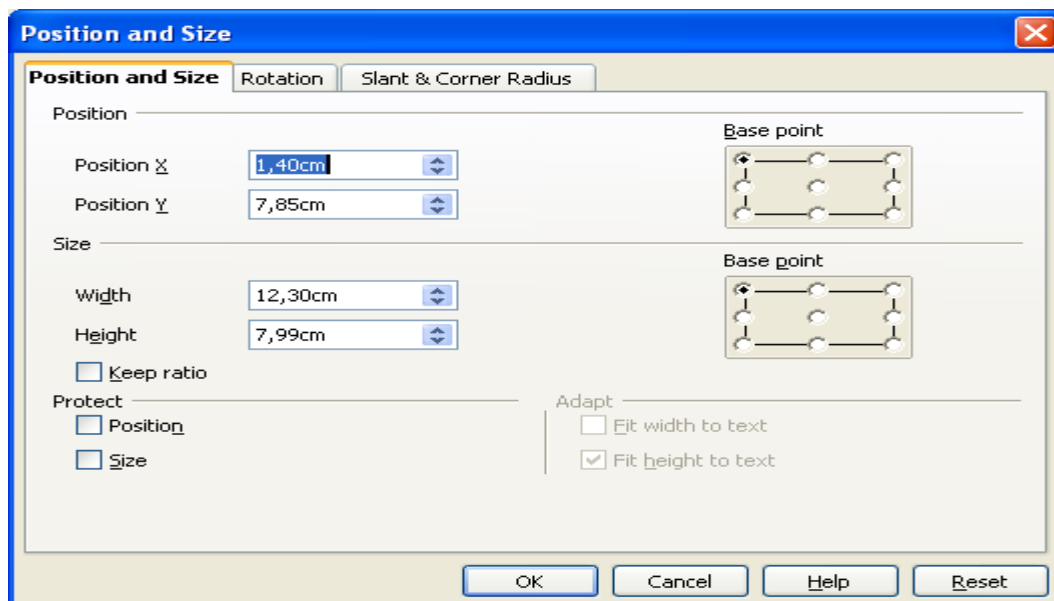 Position and Size
Position and Size Rotation Slant & Corner Radius
Position
Base point
Position X 1,40cm
Position Y 7,85cm
Size
Base point
Width 12,30cm
Height 7,99cm
Keep ratio
Protect Adapt
Position Fit width to text
Size Fit height to text
OK Cancel Help Reset